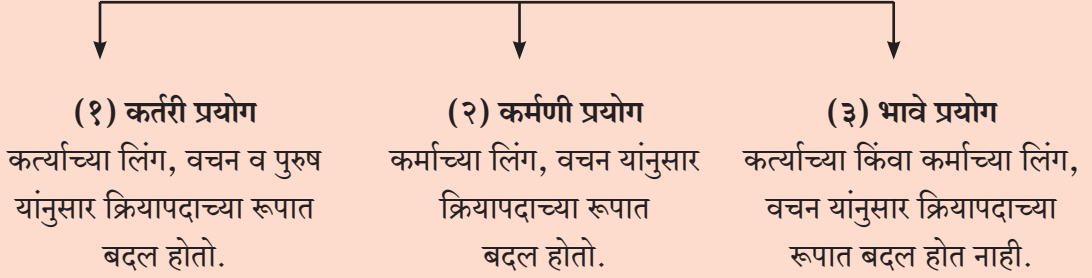 (१) कर्तरी प्रयोग
कर्त्याच्या लिंग, वचन व पुरुष
यांनुसार क्रियापदाच्या रूपात
बदल होतो.
(२) कर्मणी प्रयोग
कर्माच्या लिंग, वचन यांनुसार
क्रियापदाच्या रूपात
बदल होतो.
(३) भावे प्रयोग
कर्त्याच्या किंवा कर्माच्या लिंग,
वचन यांनुसार क्रियापदाच्या
रूपात बदल होत नाही.